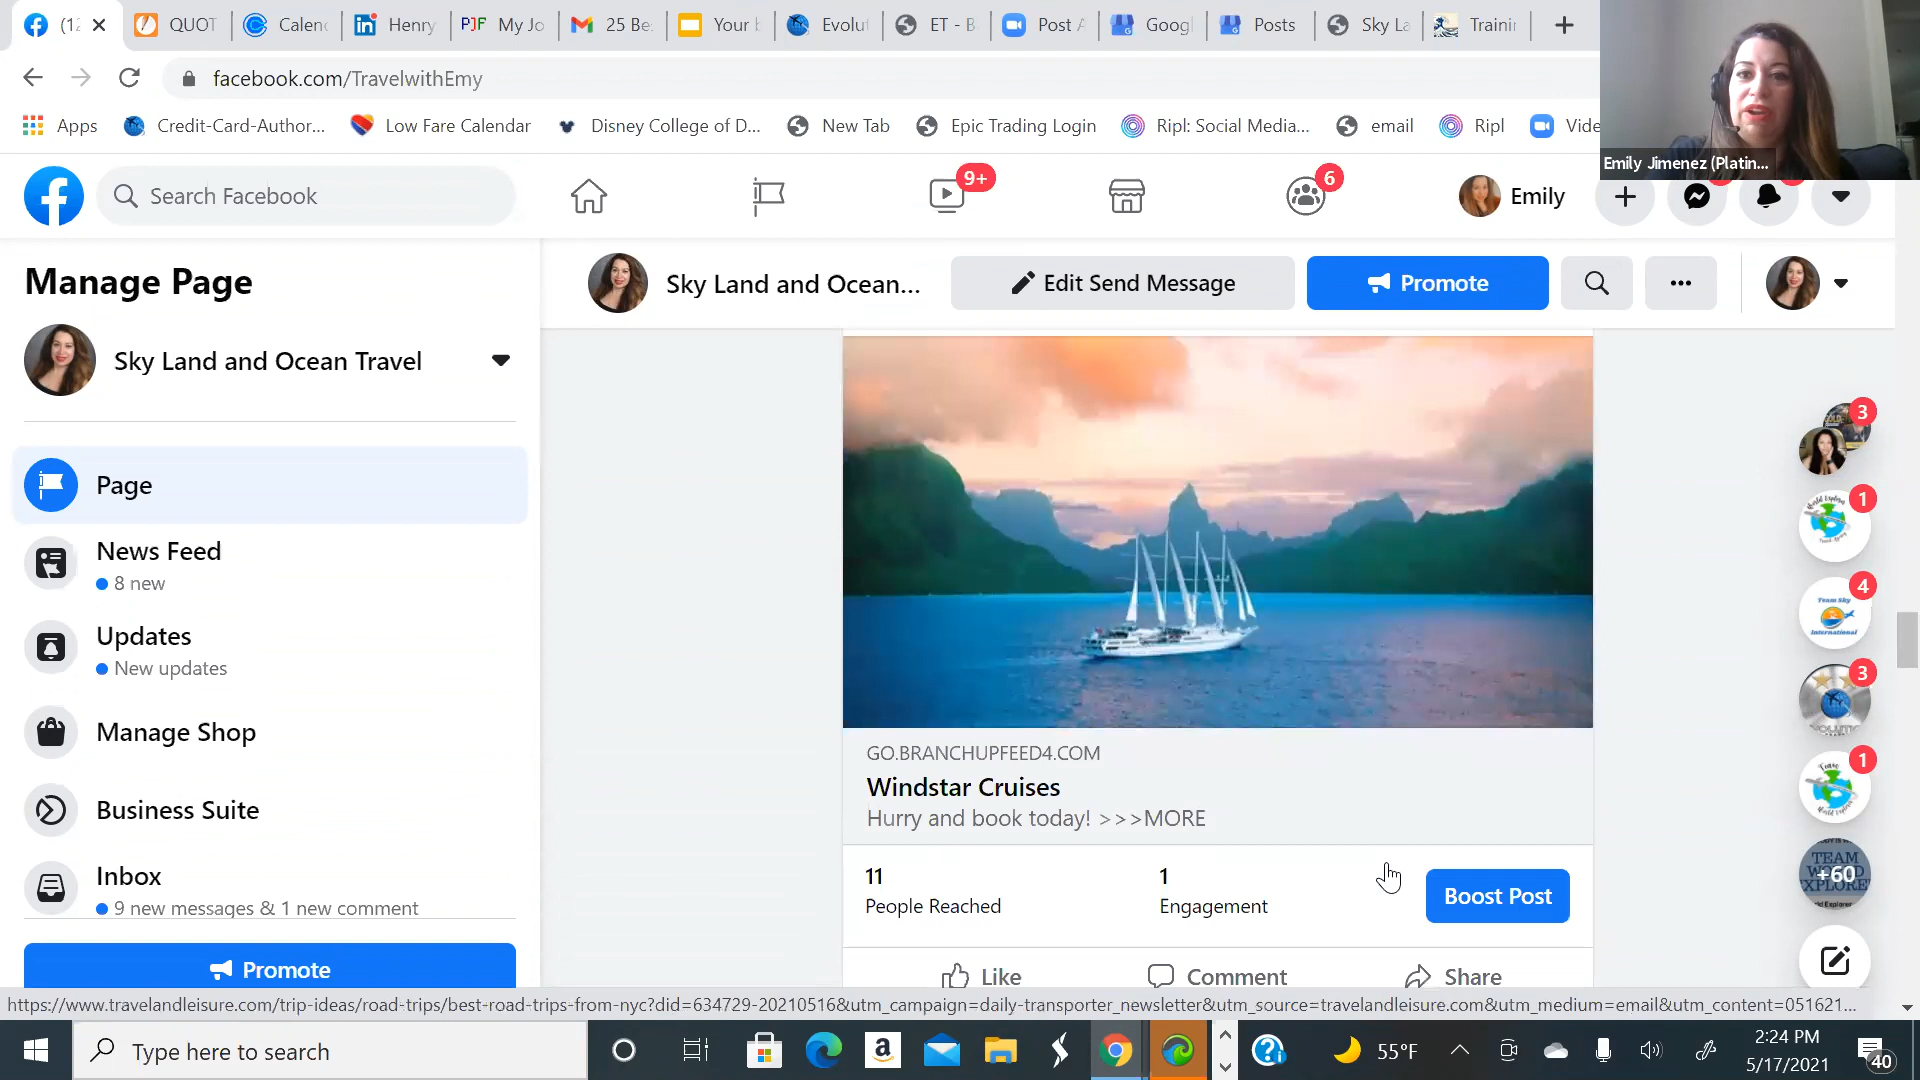 (12
QUOT
Calen
Henry
PJF My Jo
25 Be
Your
Evolu
ET - B
Post A
Googl
Posts
Sky La
Traini
facebook.com/TravelwithEmy
Apps
Credit-Card-Author...
Low Fare Calendar
Disney College of D...
New Tab
Epic Trading Login
Ripl: Social Media...
email
Ripl
Vide
Emily Jimenez (Platin...
Search Facebook
9+
6
Emily
Manage Page
Sky Land and Ocean...
Edit Send Message
Promote
Sky Land and Ocean Travel
Page
News Feed
8 new
Updates
New updates
Manage Shop
Business Suite
Inbox
9 new messages & 1 new comment
Promote
GO.BRANCHUPFEED4.COM
Windstar Cruises
Hurry and book today! >>>MORE
11
People Reached
1
Engagement
Boost Post
Like
Comment
Share
3
1
4
Team Sky
International
3
1
TEAM
+60
https://www.travelandleisure.com/trip-ideas/road-trips/best-road-trips-from-nyc?did=634729-20210516&utm_campaign=daily-transporter_newsletter&utm_source=travelandleisure.com&utm_medium=email&utm_content=051621...
Type here to search
55°F
2:24 PM
5/17/2021
40